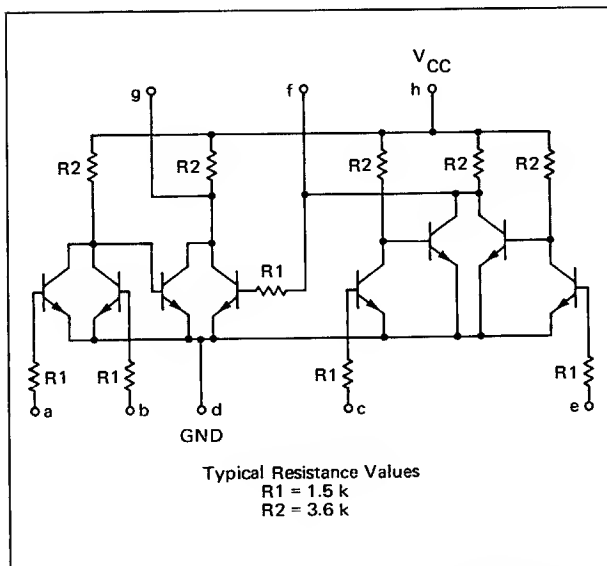 V
CC
g f h
R2 R2 R2 R2 R2
R1
R1 R1 R1 R1
a b d c e
GND
Typical Resistance Values
R1 = 1.5 k
R2 = 3.6 k